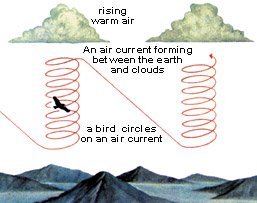 rising
warm air
An air current forming
between the earth
and clouds
a bird circles
on an air current